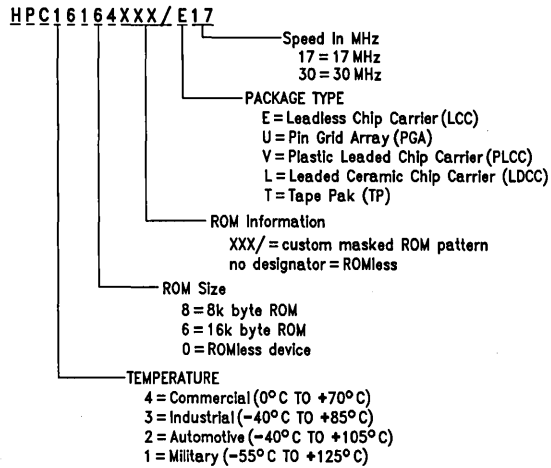 HPC16164XXX/E17
Speed In MHz
17 = 17 MHz
30 = 30 MHz
PACKAGE TYPE
E = Leadless Chip Carrier (LCC)
U = Pin Grid Array (PGA)
V = Plastic Leaded Chip Carrier (PLCC)
L = Leaded Ceramic Chip Carrier (LDCC)
T = Tape Pak (TP)
ROM Information
XXX/ = custom masked ROM pattern
no designator = ROMless
ROM Size
8 = 8k byte ROM
6 = 16k byte ROM
0 = ROMless device
TEMPERATURE
4 = Commercial (0°C TO +70°C)
3 = Industrial (-40°C TO +85°C)
2 = Automotive (-40°C TO +105°C)
1 = Military (-55°C TO +125°C)